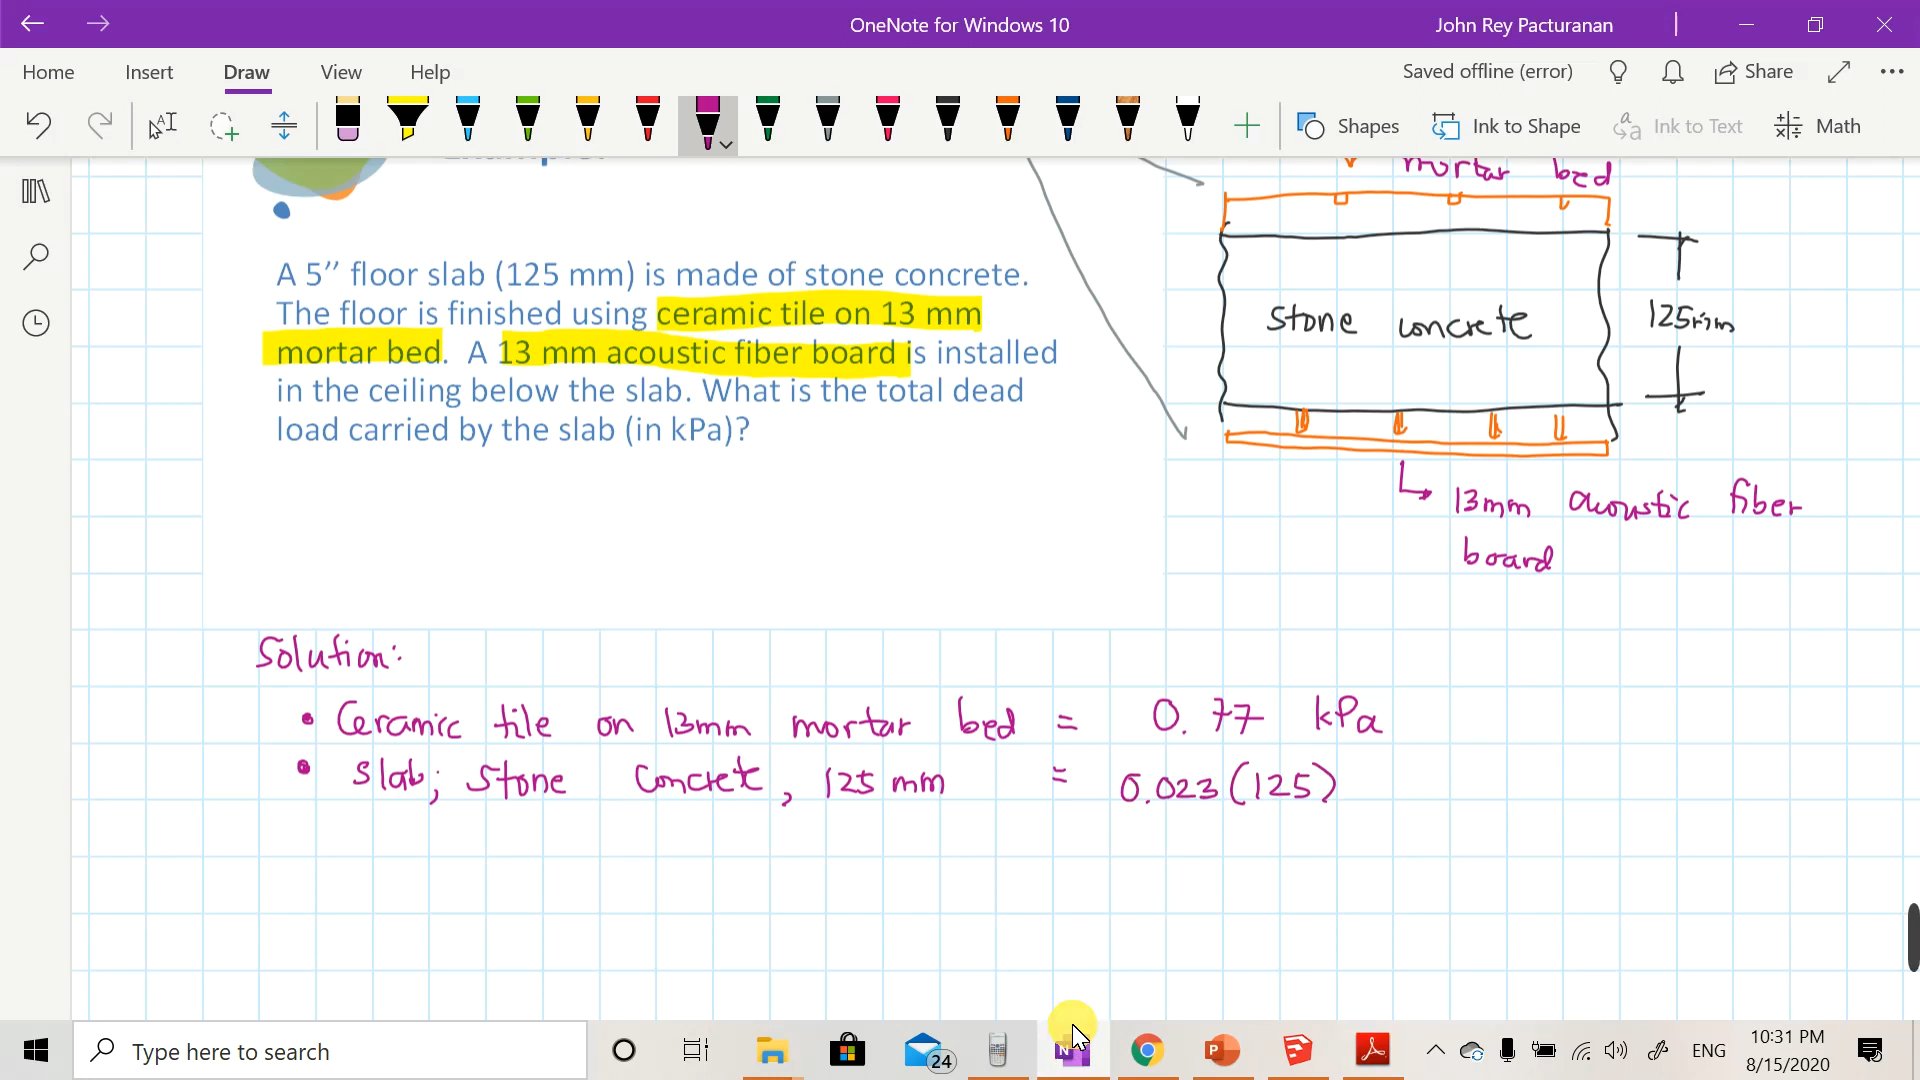 OneNote for Windows 10
John Rey Pacturanan
Home Insert Draw View Help
Saved offline (error) Share
Shapes Ink to Shape Ink to Text Math
mortar bed
A 5’’ floor slab (125 mm) is made of stone concrete.
The floor is finished using ceramic tile on 13 mm
mortar bed. A 13 mm acoustic fiber board is installed
in the ceiling below the slab. What is the total dead
load carried by the slab (in kPa)?
stone concrete
125mm
13mm acoustic fiber
board
Solution:
• Ceramic tile on 13mm mortar bed = 0.77 kPa
• Slab; Stone Concrete, 125 mm = 0.023(125)
Type here to search
24
ENG
10:31 PM
8/15/2020